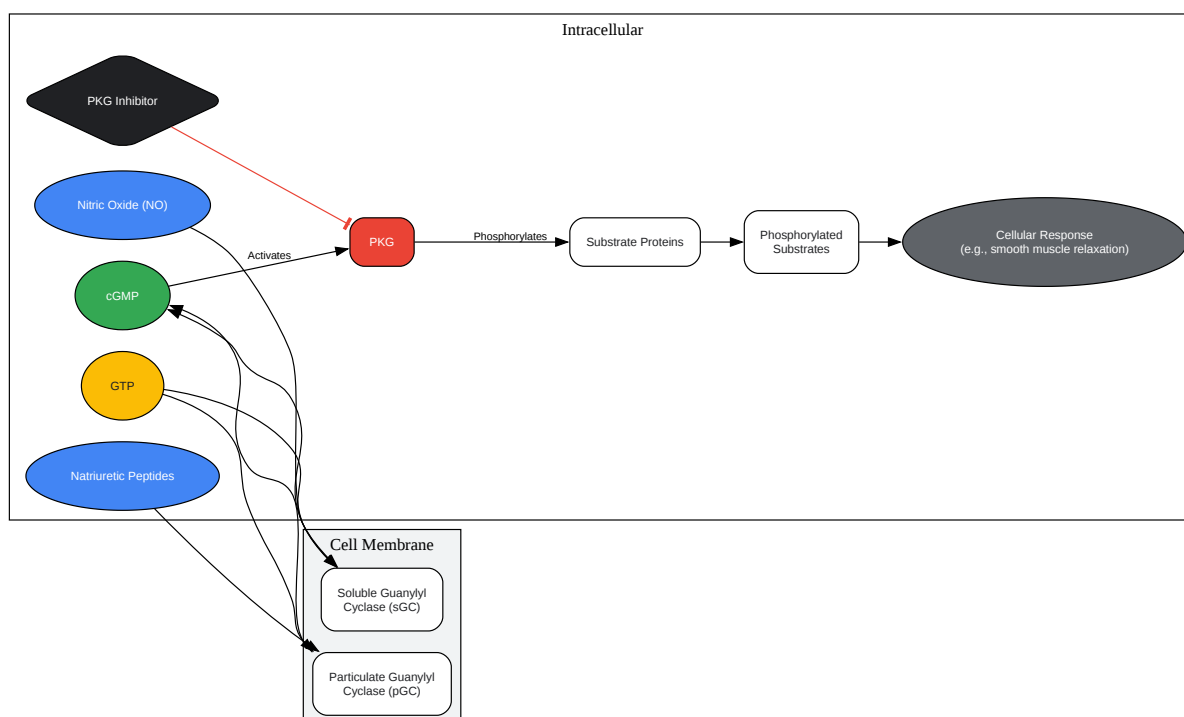 Intracellular
PKG Inhibitor
Nitric Oxide (NO)
cGMP
GTP
Natriuretic Peptides
Activates
PKG
Phosphorylates
Substrate Proteins
Phosphorylated
Substrates
Cellular Response
(e.g., smooth muscle relaxation)
Cell Membrane
Soluble Guanylyl
Cyclase (sGC)
Particulate Guanylyl
Cyclase (pGC)